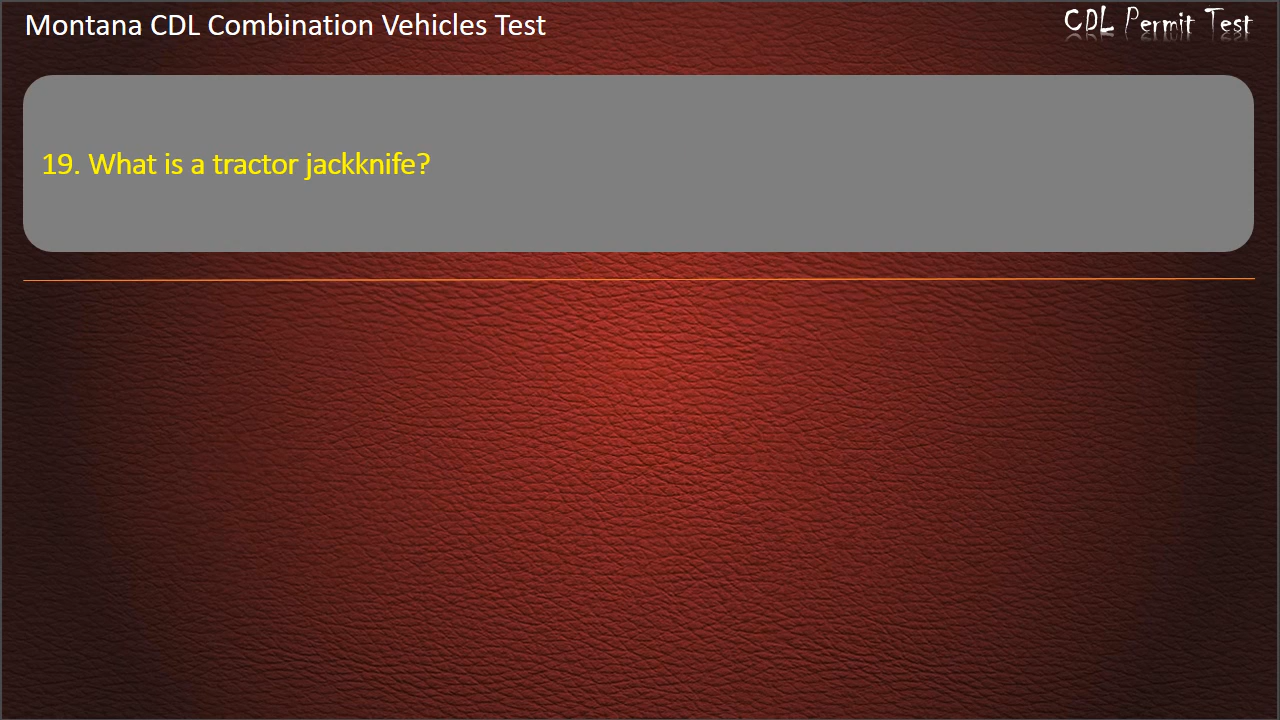 Montana CDL Combination Vehicles Test
CDL Permit Test
19. What is a tractor jackknife?